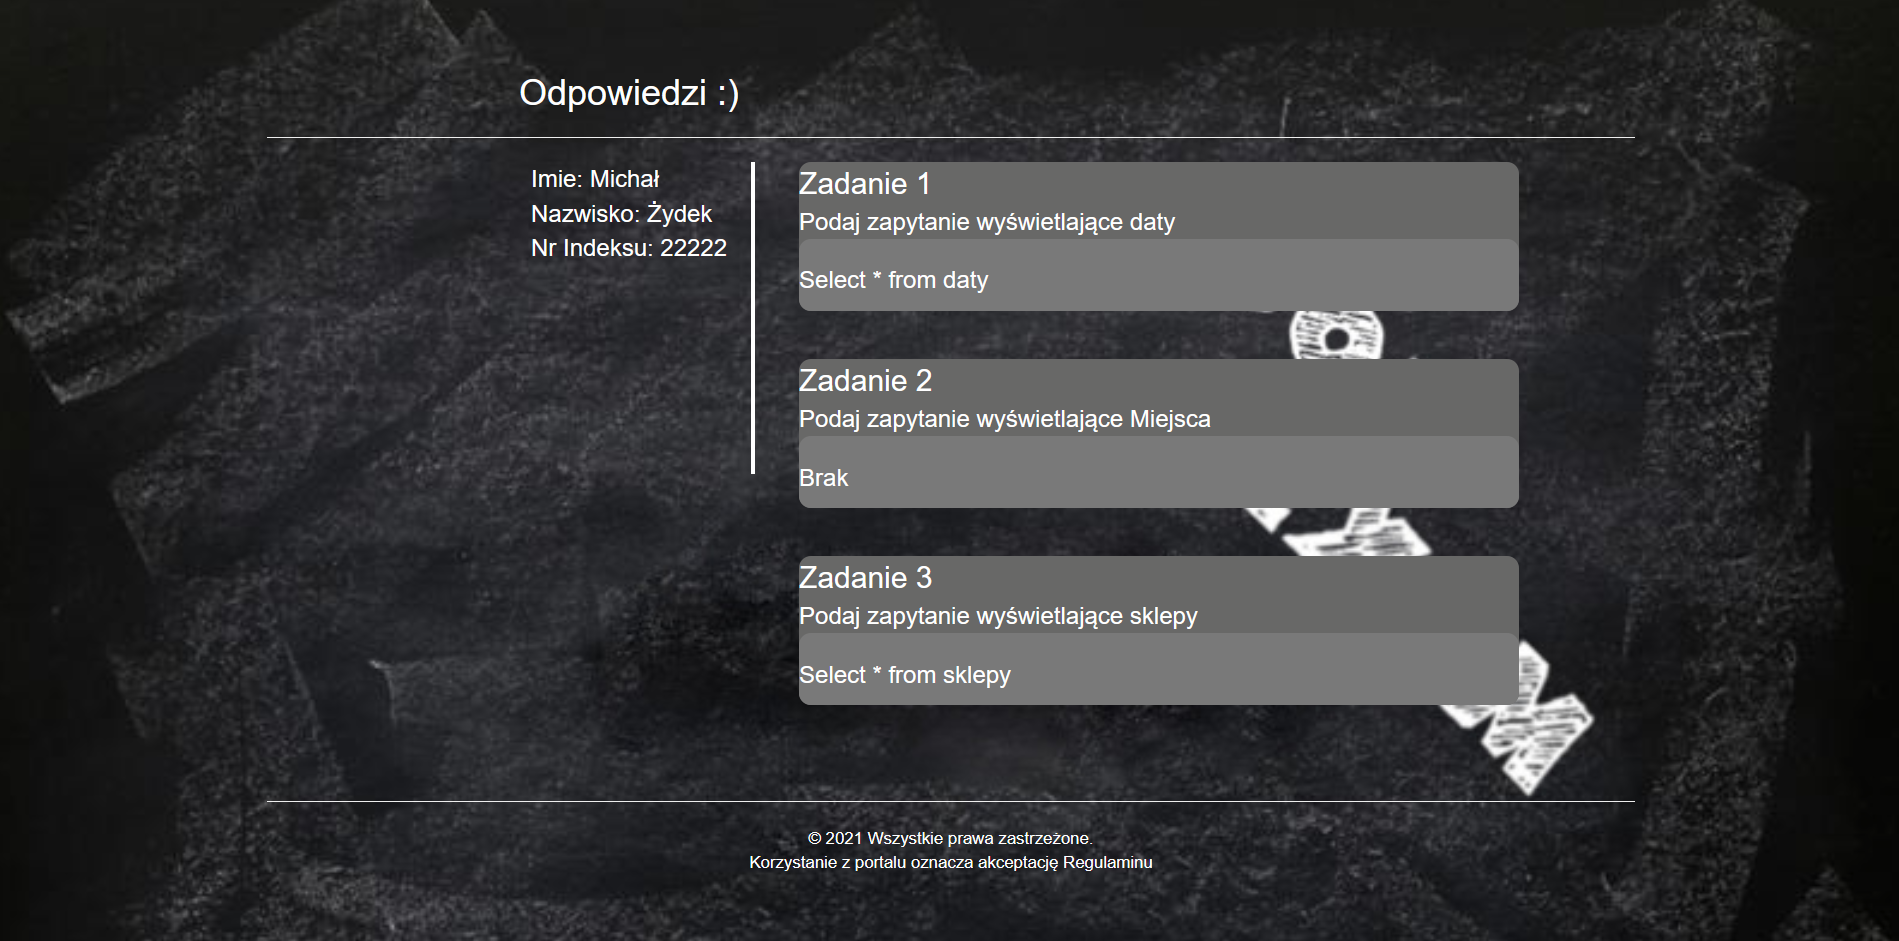 Odpowiedzi :)
Imie: Michał
Nazwisko: Żydek
Nr Indeksu: 22222
Zadanie 1
Podaj zapytanie wyświetlające daty
Select * from daty
Zadanie 2
Podaj zapytanie wyświetlające Miejsca
Brak
Zadanie 3
Podaj zapytanie wyświetlające sklepy
Select * from sklepy
© 2021 Wszystkie prawa zastrzeżone.
Korzystanie z portalu oznacza akceptację Regulaminu